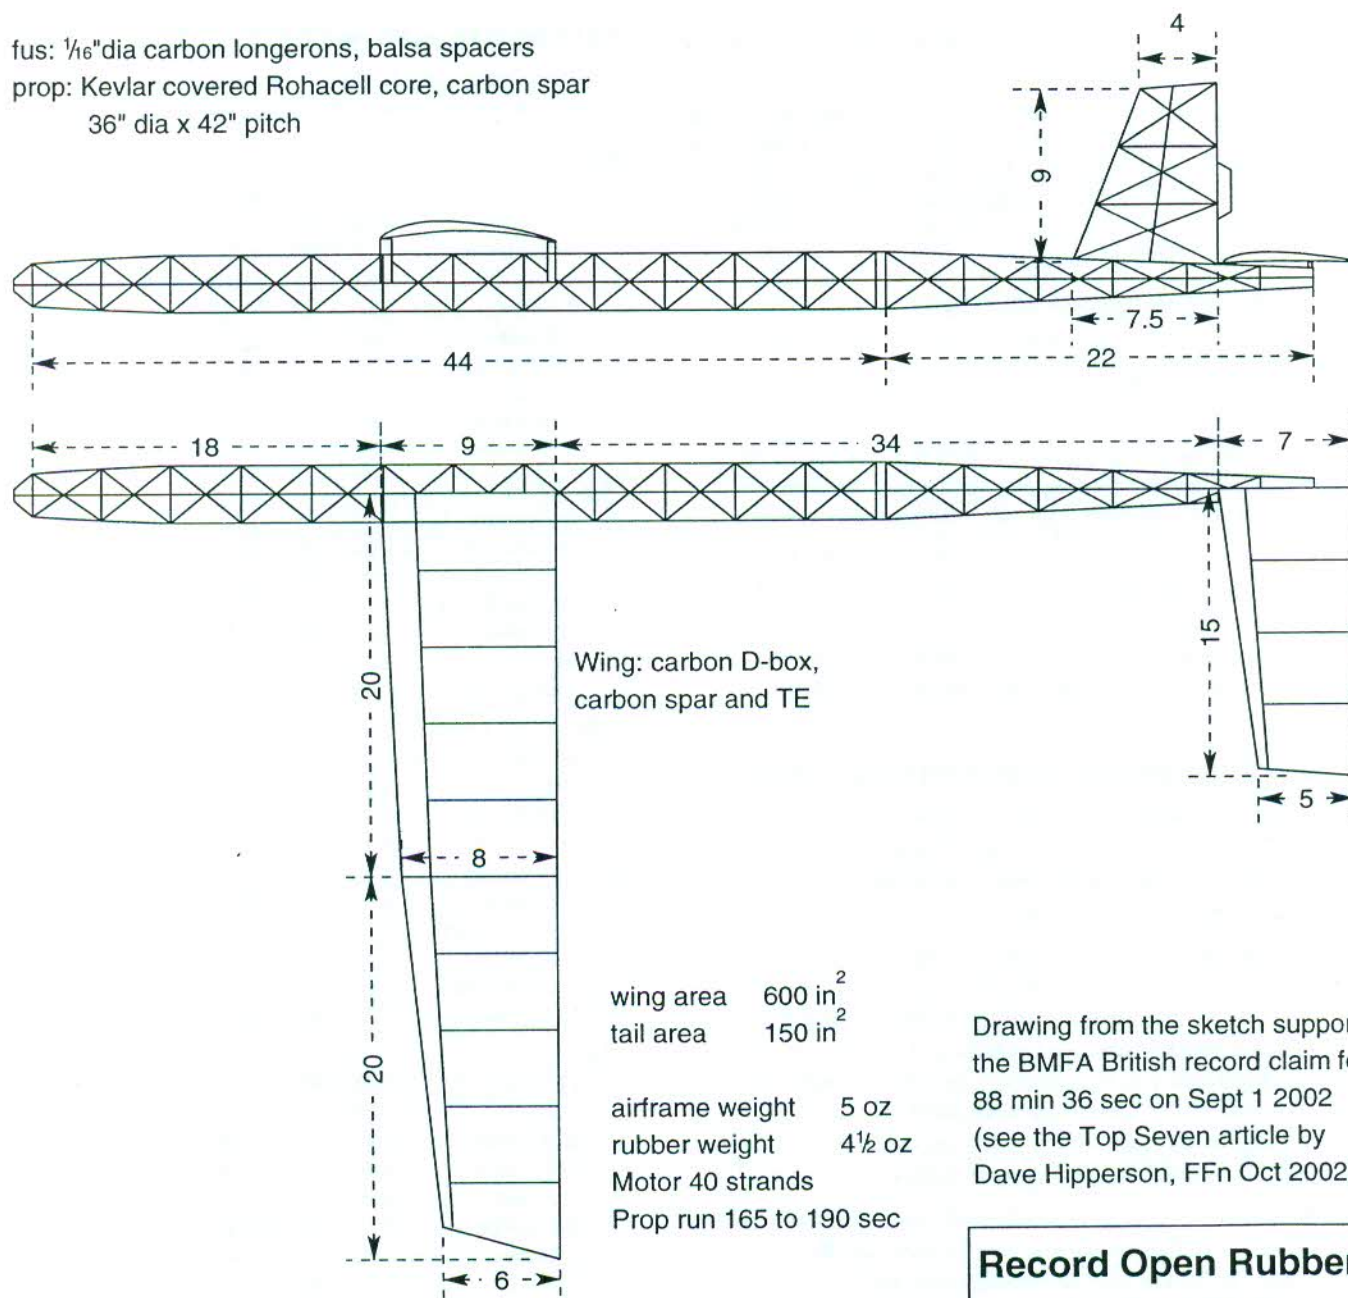 fus: 1/16"dia carbon longerons, balsa spacers
prop: Kevlar covered Rohacell core, carbon spar
36" dia x 42" pitch
4
9
7.5
44
22
18
9
34
7
20
15
Wing: carbon D-box,
carbon spar and TE
8
5
20
wing area 600 in²
tail area 150 in²
airframe weight 5 oz
rubber weight 4½ oz
Motor 40 strands
Prop run 165 to 190 sec
Drawing from the sketch suppor
the BMFA British record claim f
88 min 36 sec on Sept 1 2002
(see the Top Seven article by
Dave Hipperson, FFn Oct 2002
Record Open Rubber
6